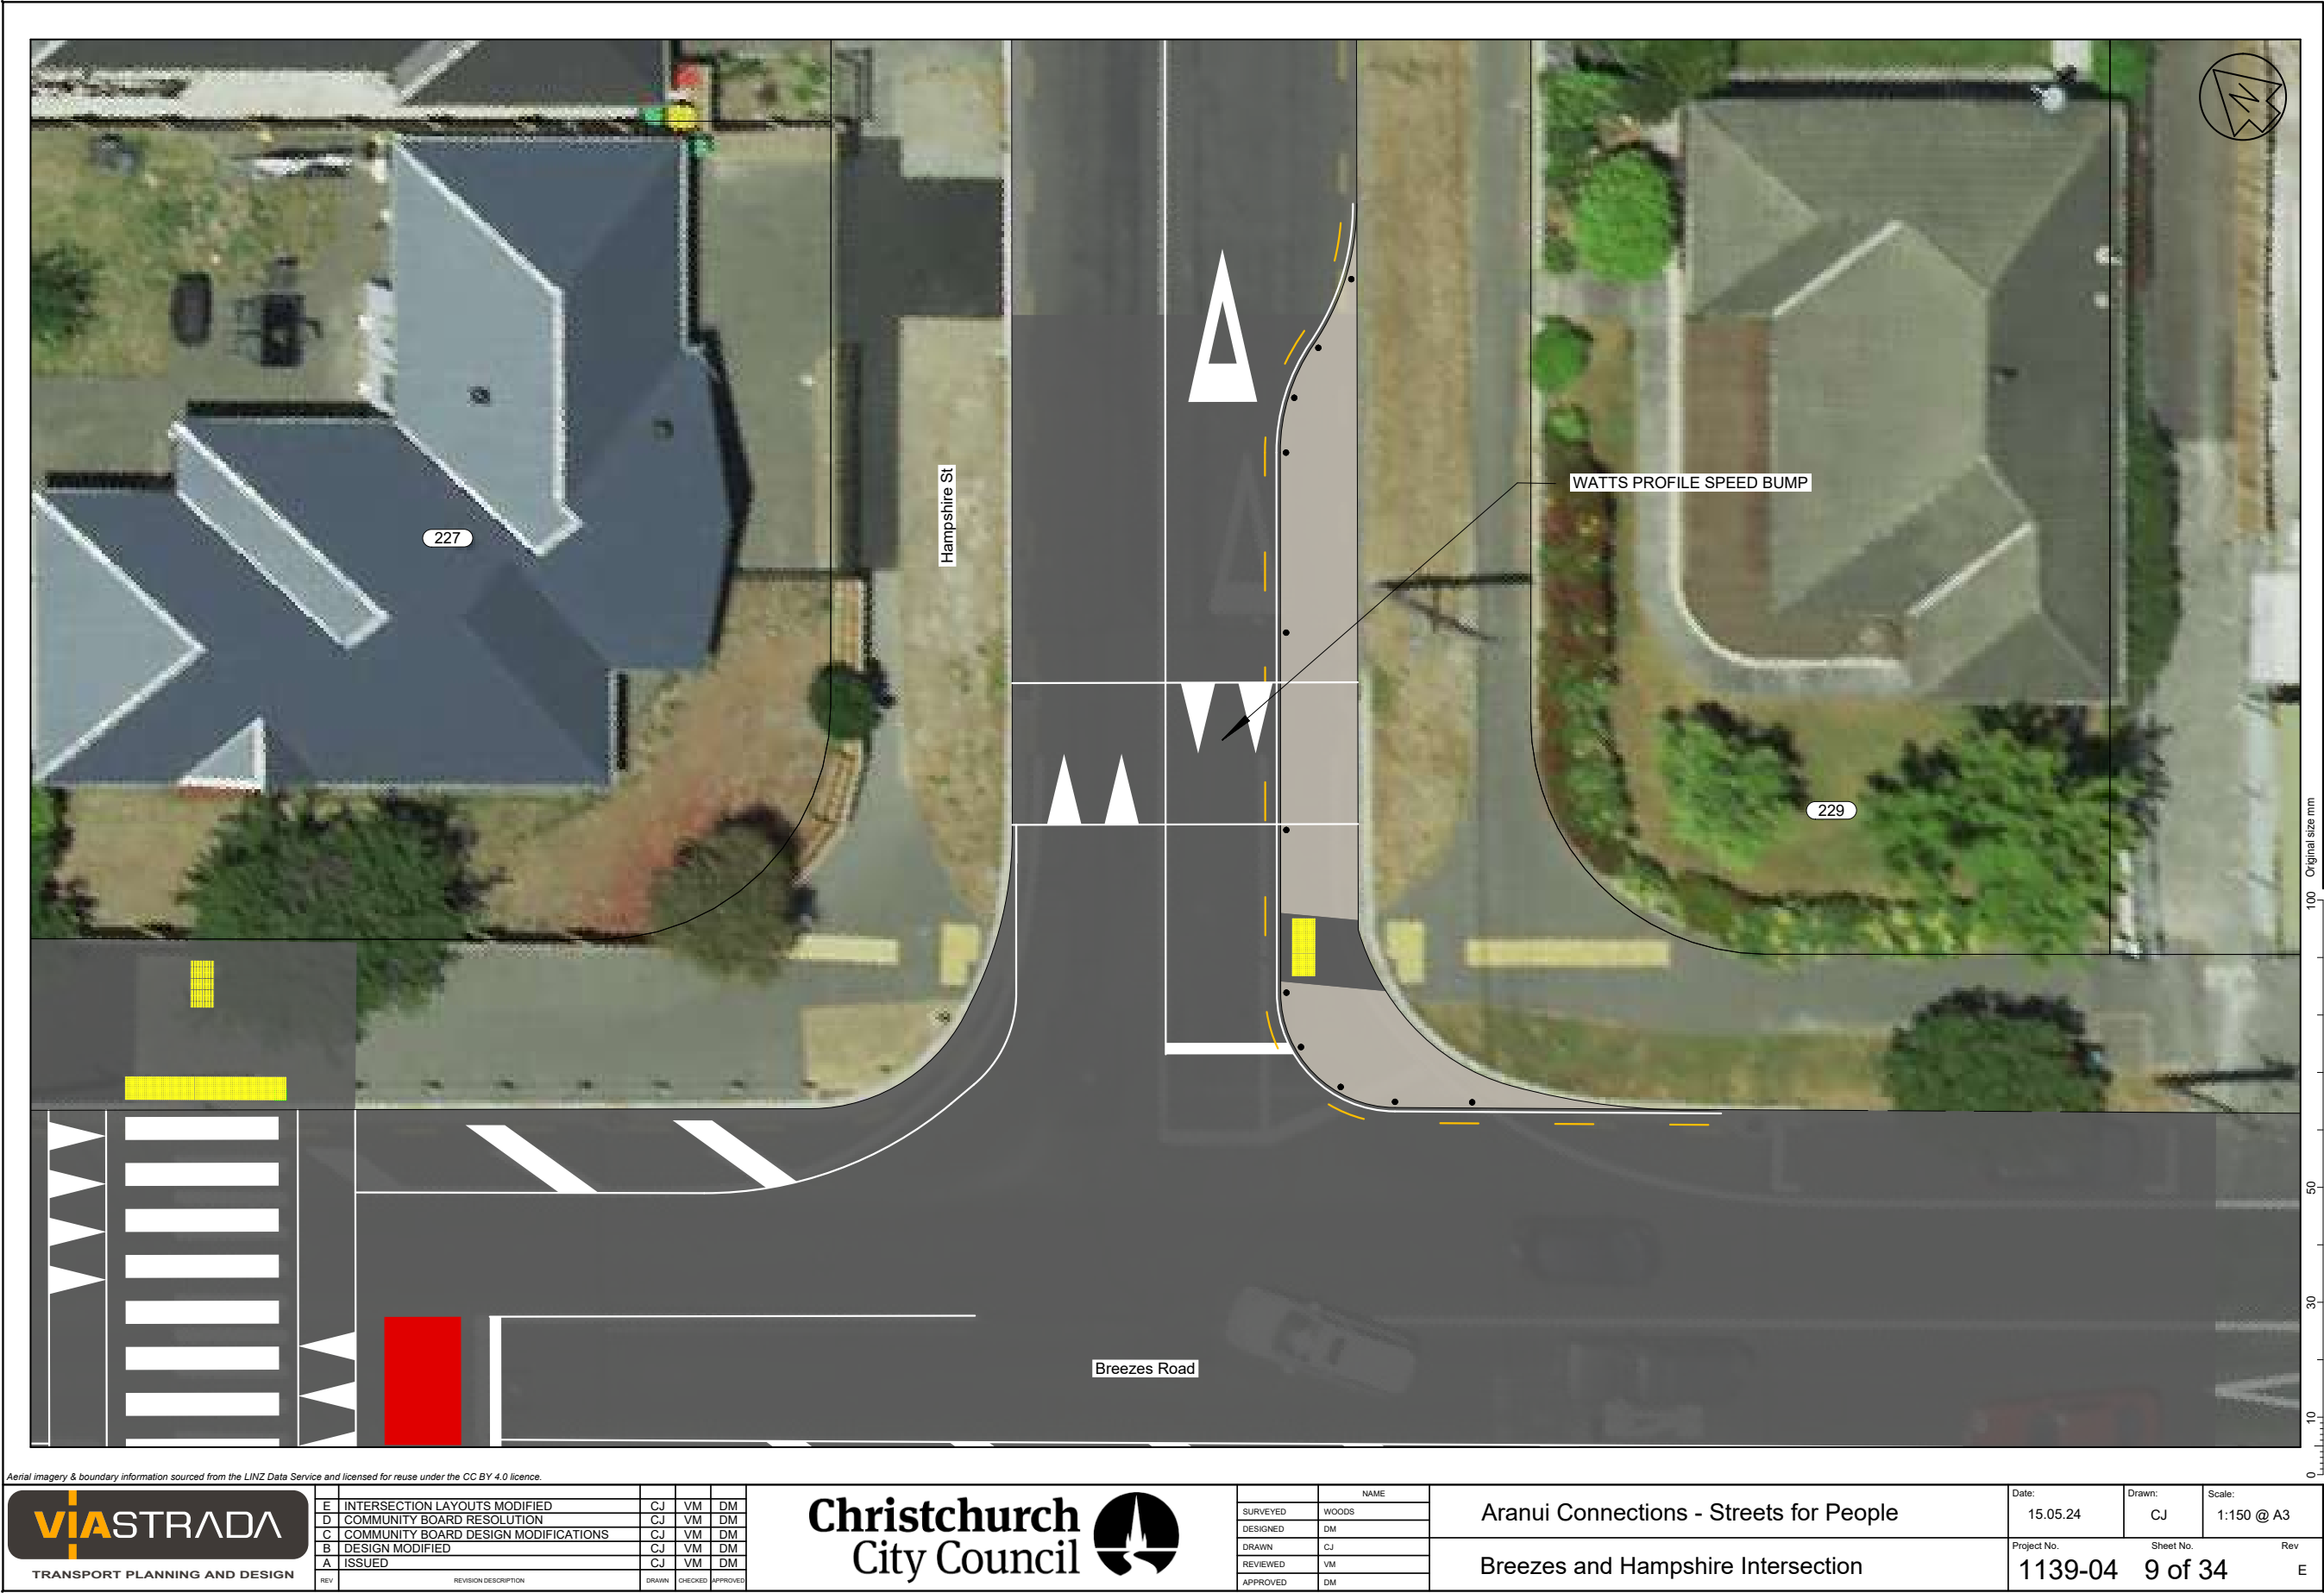 N
WATTS PROFILE SPEED BUMP
227
Hampshire St
229
Breezes Road
Original size mm
100
50
30
10
0
Aerial imagery & boundary information sourced from the LINZ Data Service and licensed for reuse under the CC BY 4.0 licence.
VIASTRADA
TRANSPORT PLANNING AND DESIGN
E INTERSECTION LAYOUTS MODIFIED CJ VM DM
D COMMUNITY BOARD RESOLUTION CJ VM DM
C COMMUNITY BOARD DESIGN MODIFICATIONS CJ VM DM
B DESIGN MODIFIED CJ VM DM
A ISSUED CJ VM DM
REV REVISION DESCRIPTION DRAWN CHECKED APPROVED
Christchurch
City Council
NAME
SURVEYED WOODS
DESIGNED DM
DRAWN CJ
REVIEWED VM
APPROVED DM
Aranui Connections - Streets for People
Breezes and Hampshire Intersection
Date: Drawn: Scale:
15.05.24 CJ 1:150 @ A3
Project No. Sheet No. Rev
1139-04 9 of 34 E